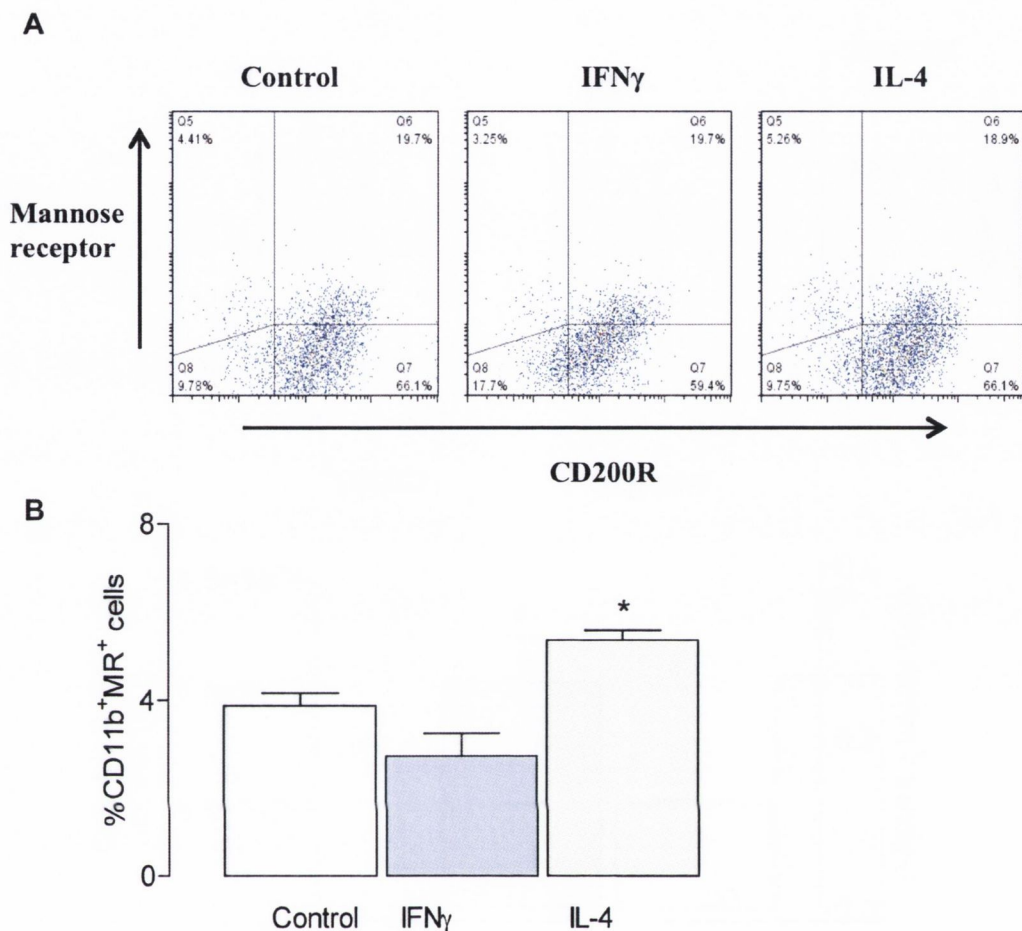 A
Control IFNγ IL-4
Q5 Q6 Q5 Q6 Q5 Q6
4.41% 19.7% 3.25% 19.7% 5.26% 18.9%
Mannose
receptor
Q8 Q7 Q8 Q7 Q8 Q7
9.78% 66.1% 17.7% 59.4% 9.75% 66.1%
CD200R
B
8
4
0
%CD11b⁺MR⁺ cells
*
Control IFNγ IL-4